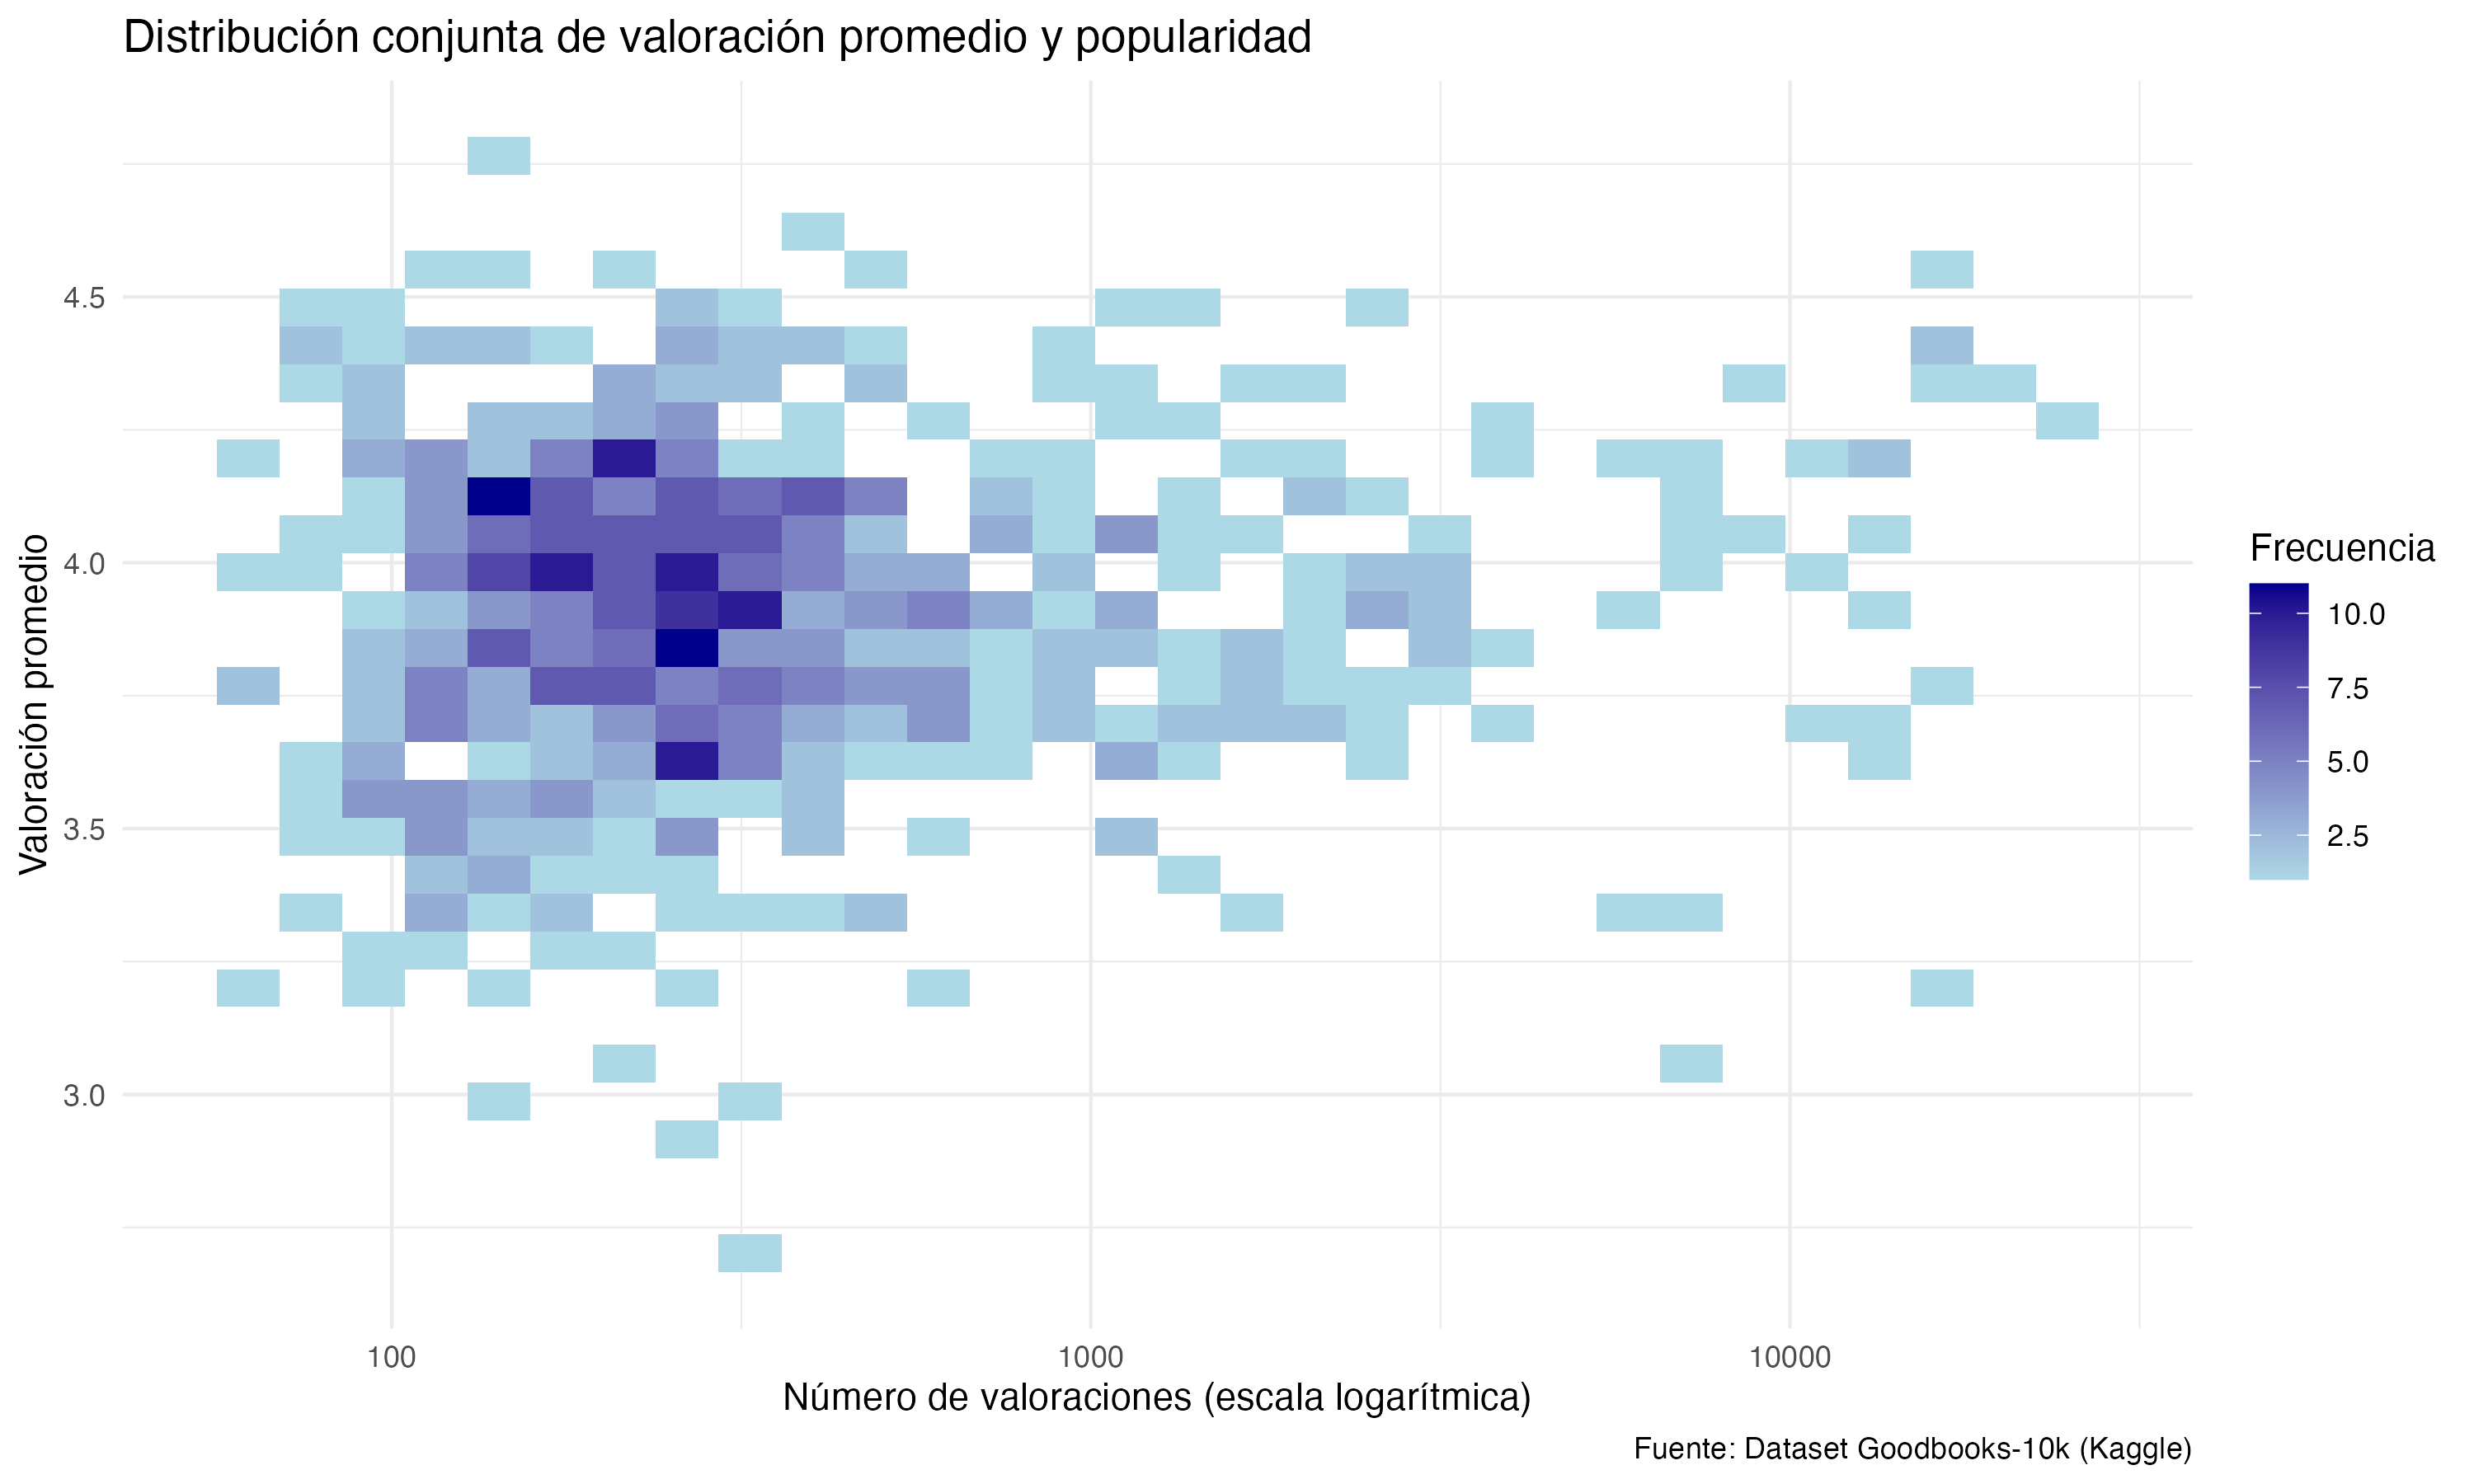 Distribución conjunta de valoración promedio y popularidad
Valoración promedio
4.5
4.0
3.5
3.0
100
1000
10000
Número de valoraciones (escala logarítmica)
Frecuencia
10.0
7.5
5.0
2.5
Fuente: Dataset Goodbooks-10k (Kaggle)